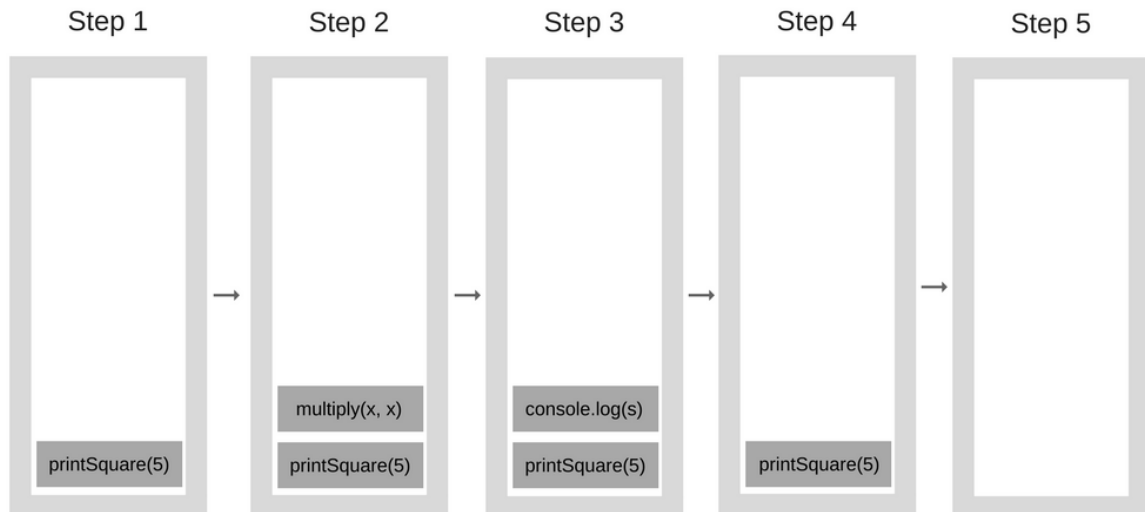 Step 1
Step 2
Step 3
Step 4
Step 5
multiply(x, x)
console.log(s)
printSquare(5)
printSquare(5)
printSquare(5)
printSquare(5)